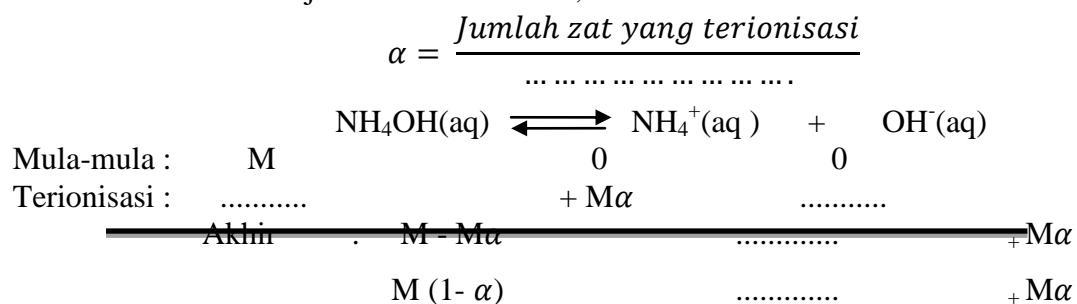 𝛼 = Jumlah zat yang terionisasi
… … … … … … … … ….
NH₄OH(aq) ⇌ NH₄⁺(aq ) + OH⁻(aq)
Mula-mula : M 0 0
Terionisasi : ........... + M𝛼 ...........
Akhir : M - M𝛼 ............. + M𝛼
M (1- 𝛼) ............. + M𝛼